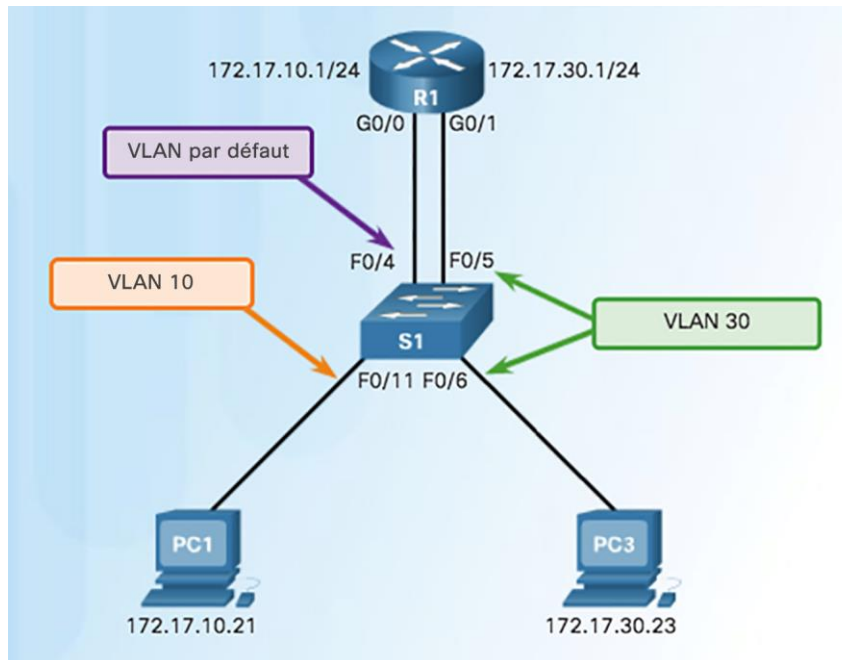 172.17.10.1/24
172.17.30.1/24
R1
G0/0
G0/1
VLAN par défaut
F0/4
F0/5
VLAN 10
VLAN 30
S1
F0/11
F0/6
PC1
PC3
172.17.10.21
172.17.30.23